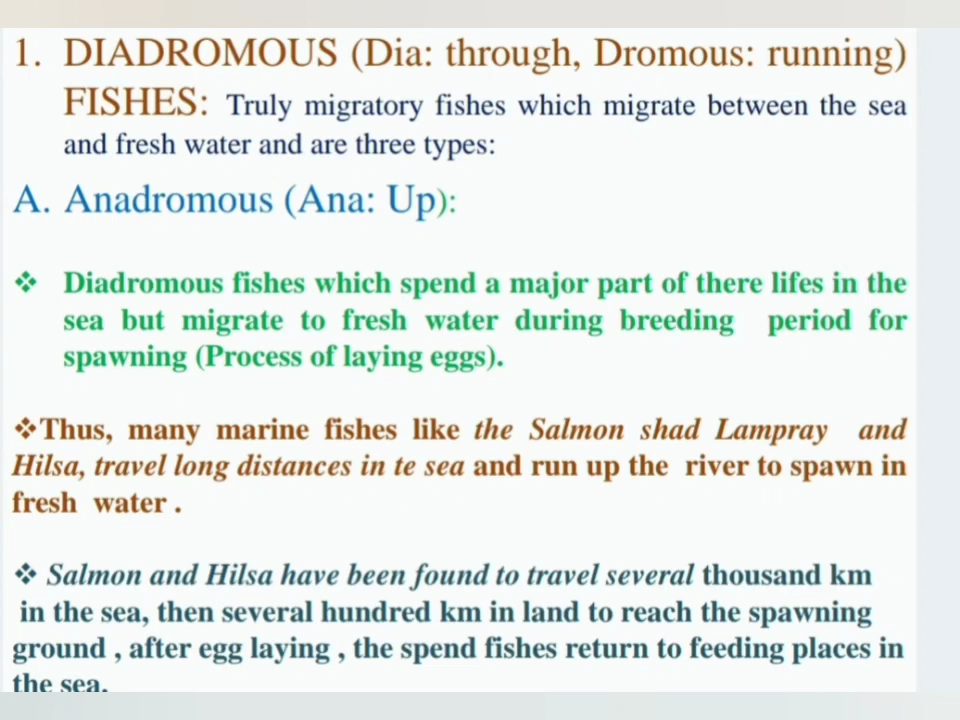 1. DIADROMOUS (Dia: through, Dromous: running)
FISHES: Truly migratory fishes which migrate between the sea
and fresh water and are three types:
A. Anadromous (Ana: Up):
❖ Diadromous fishes which spend a major part of there lifes in the
sea but migrate to fresh water during breeding period for
spawning (Process of laying eggs).
❖Thus, many marine fishes like the Salmon shad Lampray and
Hilsa, travel long distances in te sea and run up the river to spawn in
fresh water .
❖ Salmon and Hilsa have been found to travel several thousand km
in the sea, then several hundred km in land to reach the spawning
ground , after egg laying , the spend fishes return to feeding places in
the sea.